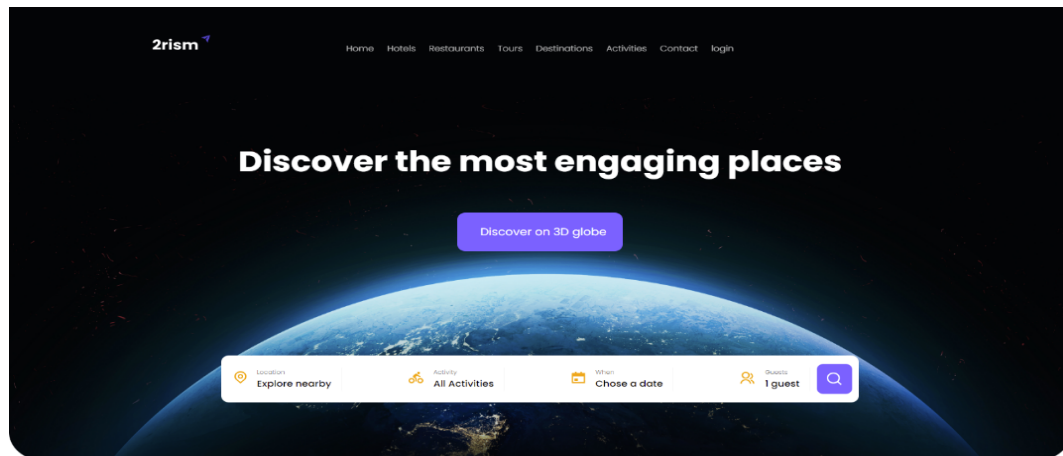 2rism
Home Hotels Restaurants Tours Destinations Activities Contact login
Discover the most engaging places
Discover on 3D globe
Location
Explore nearby
Activity
All Activities
When
Chose a date
Guests
1 guest